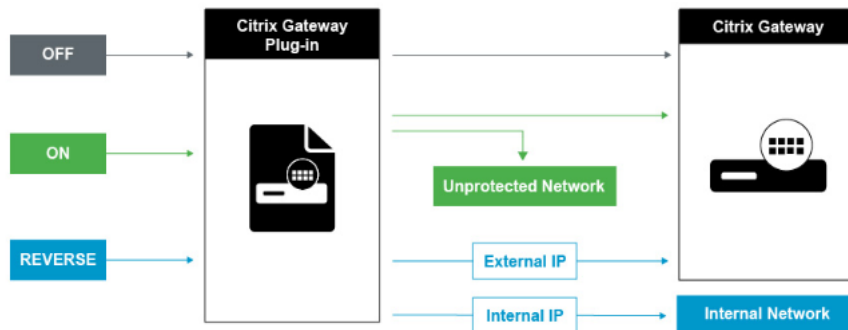 Citrix Gateway
Plug-in
Citrix Gateway
OFF
ON
Unprotected Network
REVERSE
External IP
Internal IP
Internal Network